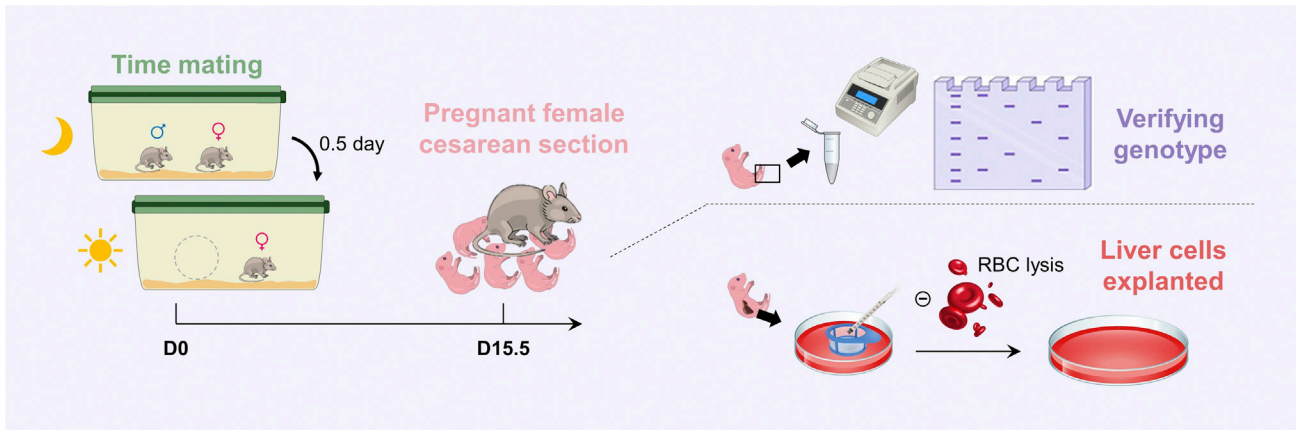 Time mating
♂ ♀
0.5 day
♀
D0
D15.5
Pregnant female
cesarean section
Verifying
genotype
RBC lysis
Liver cells
explanted